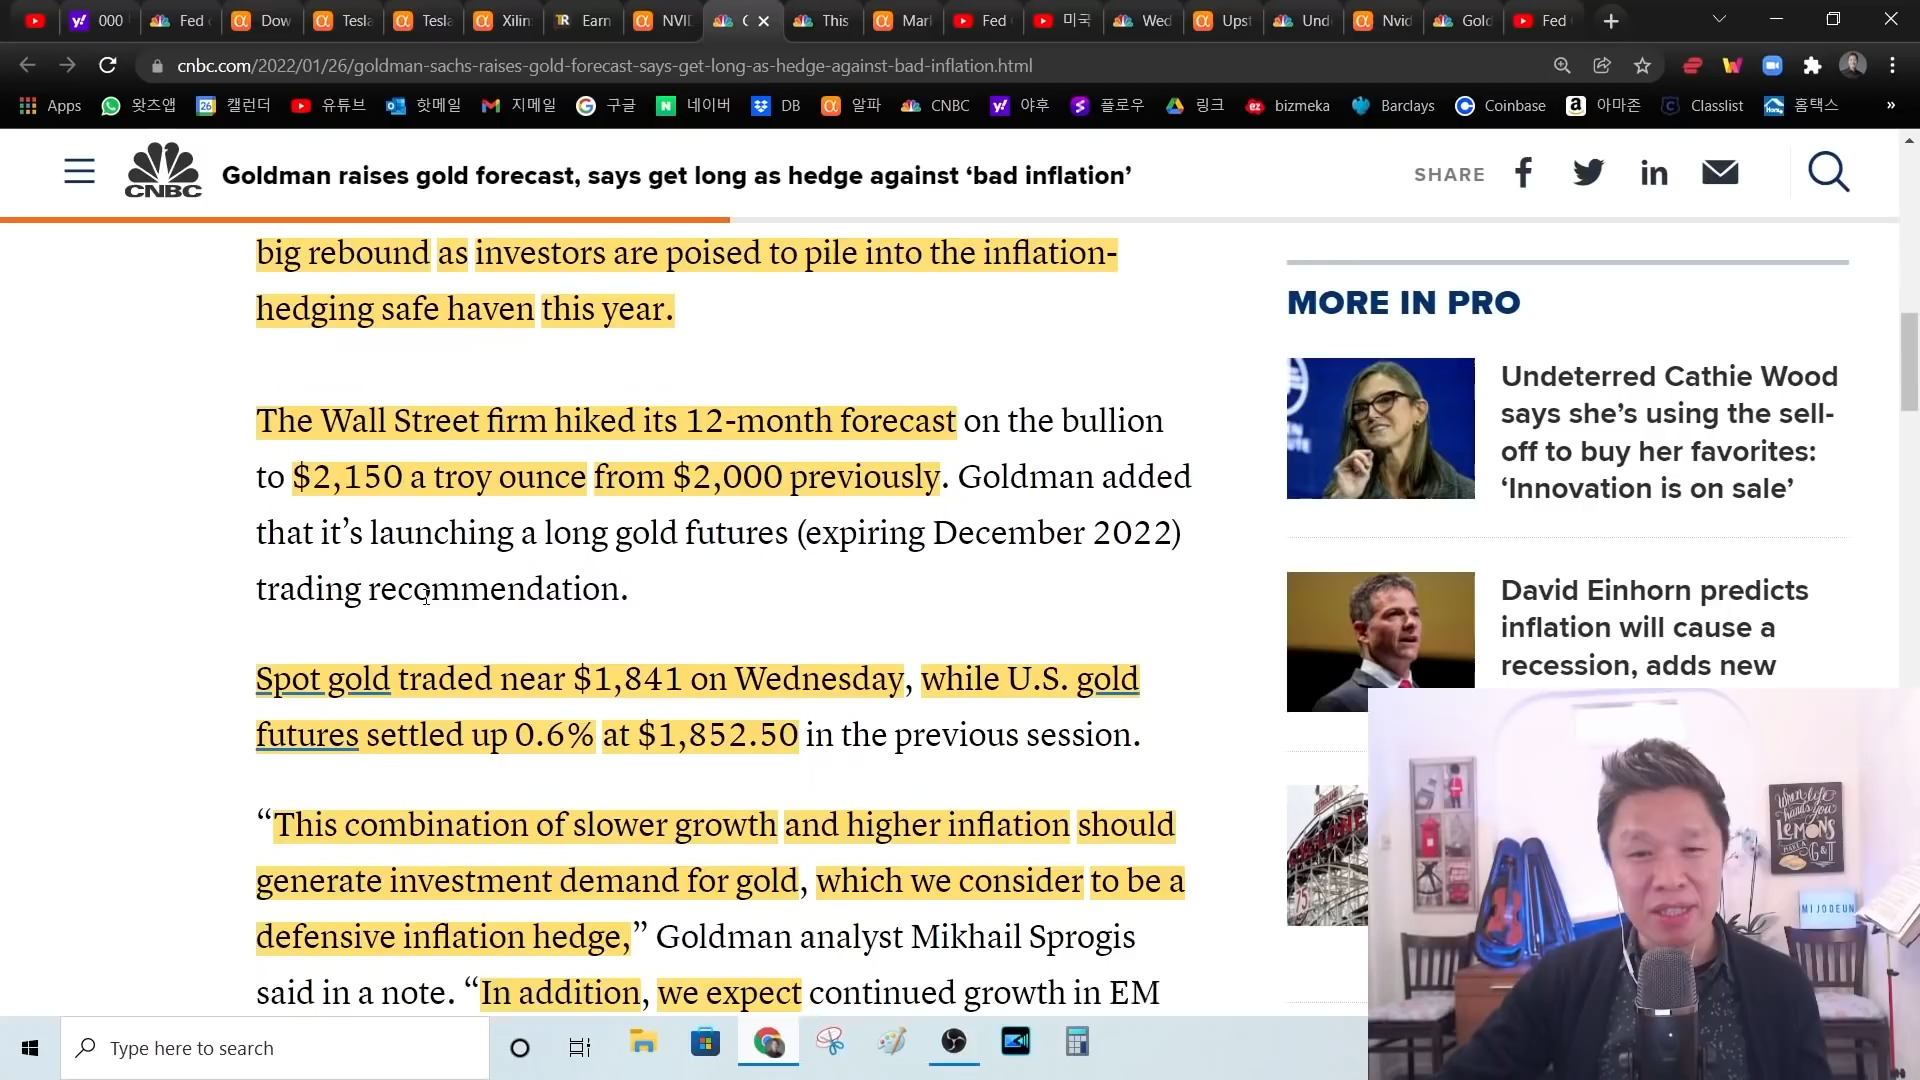 000
Fed
Dow
Tesla
Tesla
Xilin
TR
Earn
NVID
This
Mark
Fed
미국
Wed
Upst
Und
Nvid
Gold
Fed
cnbc.com/2022/01/26/goldman-sachs-raises-gold-forecast-says-get-long-as-hedge-against-bad-inflation.html
Apps 왓츠앱 캘린더 유튜브 핫메일 지메일 구글 네이버 DB 알파 CNBC 야후 플로우 링크 bizmeka Barclays Coinbase 아마존 Classlist 홈택스 »
CNBC
Goldman raises gold forecast, says get long as hedge against ‘bad inflation’
SHARE
big rebound as investors are poised to pile into the inflation-
hedging safe haven this year.
The Wall Street firm hiked its 12-month forecast on the bullion
to $2,150 a troy ounce from $2,000 previously. Goldman added
that it’s launching a long gold futures (expiring December 2022)
trading recommendation.
Spot gold traded near $1,841 on Wednesday, while U.S. gold
futures settled up 0.6% at $1,852.50 in the previous session.
“This combination of slower growth and higher inflation should
generate investment demand for gold, which we consider to be a
defensive inflation hedge,” Goldman analyst Mikhail Sprogis
said in a note. “In addition, we expect continued growth in EM
MORE IN PRO
Undeterred Cathie Wood
says she’s using the sell-
off to buy her favorites:
‘Innovation is on sale’
David Einhorn predicts
inflation will cause a
recession, adds new
When life
hands you
LEMONS
MAKE A
G&T
MIJODEUN
Type here to search